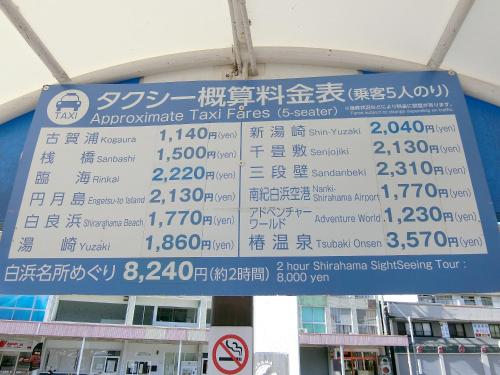 TAXI
タクシー概算料金表(乗客5人のり)
Approximate Taxi Fares (5-seater)
古賀浦 Kogaura 1,140円(yen)
桟橋 Sanbashi 1,500円(yen)
臨海 Rinkai 2,220円(yen)
円月島 Engetsu-to Island 2,130円(yen)
白良浜 Shirarghama Beach 1,770円(yen)
湯崎 Yuzaki 1,860円(yen)
新湯崎 Shin-Yuzaki 2,040円(yen)
千畳敷 Senjojiki 2,130円(yen)
三段壁 Sandanbeki 2,310円(yen)
南紀白浜空港 Nanki-Shirahama Airport 1,770円(yen)
アドベンチャーワールド Adventure World 1,230円(yen)
椿温泉 Tsubaki Onsen 3,570円(yen)
白浜名所めぐり 8,240円(約2時間)
2 hour Shirahama SightSeeing Tour :
8,000 yen